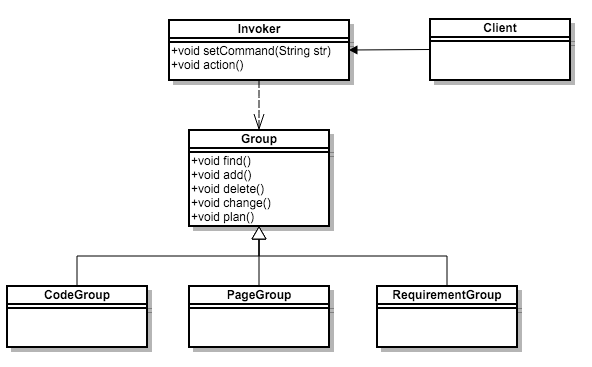 Invoker
+void setCommand(String str)
+void action()
Client
Group
+void find()
+void add()
+void delete()
+void change()
+void plan()
CodeGroup
PageGroup
RequirementGroup